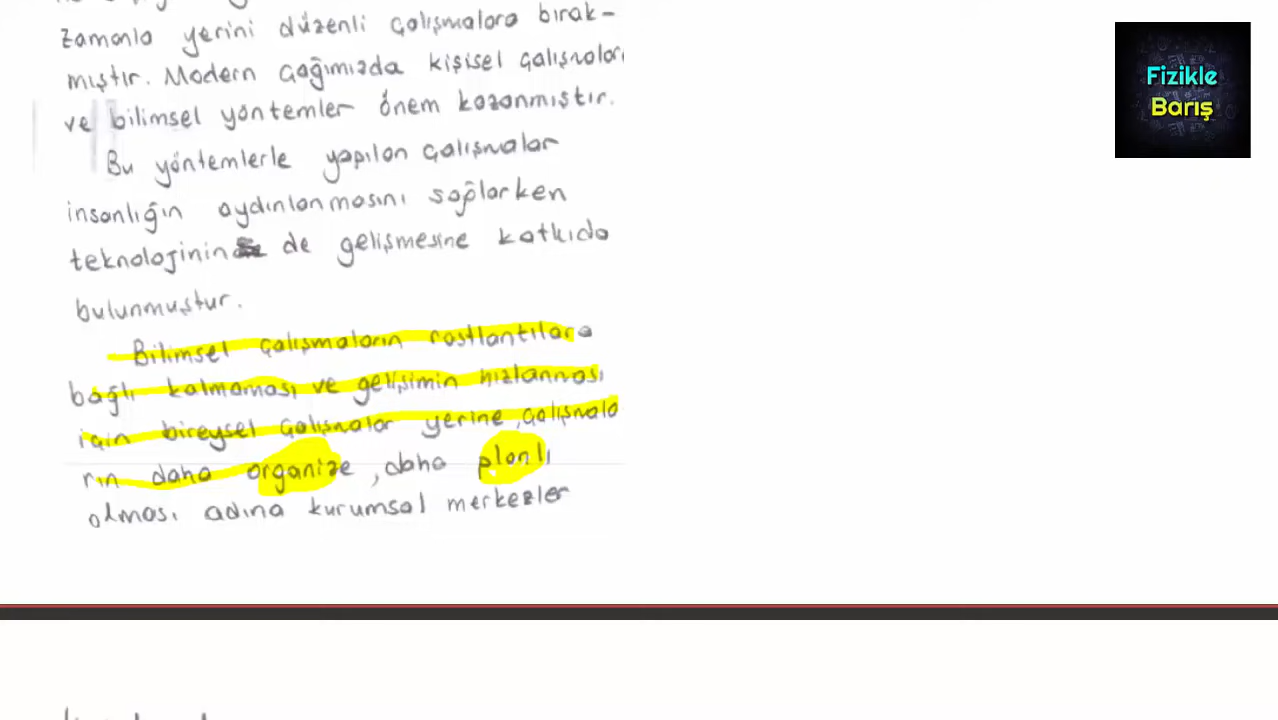 zamanla yerini düzenli çalışmalara bırak-
mıştır. Modern çağımızda kişisel çalışmalar
ve bilimsel yöntemler önem kazanmıştır.
Bu yöntemlerle yapılan çalışmalar
insanlığın aydınlanmasını sağlarken
teknolojinin de gelişmesine katkıda
bulunmuştur.
Bilimsel çalışmaların rastlantılara
bağlı kalmaması ve gelişimin hızlanması
için bireysel çalışmalar yerine, çalışmala
rın daha organize, daha planlı
olması adına kurumsal merkezler
Fizikle
Barış